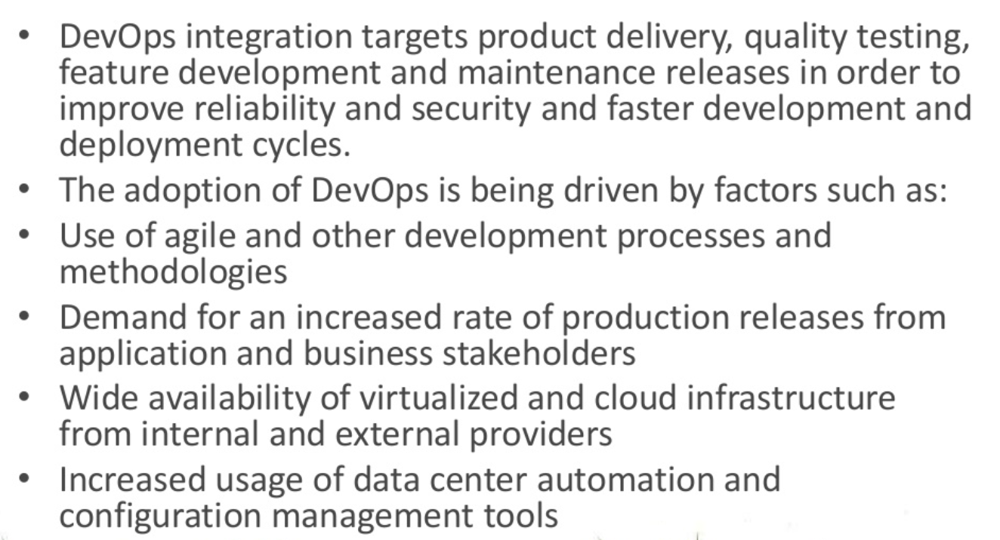 • DevOps integration targets product delivery, quality testing,
feature development and maintenance releases in order to
improve reliability and security and faster development and
deployment cycles.
• The adoption of DevOps is being driven by factors such as:
• Use of agile and other development processes and
methodologies
• Demand for an increased rate of production releases from
application and business stakeholders
• Wide availability of virtualized and cloud infrastructure
from internal and external providers
• Increased usage of data center automation and
configuration management tools